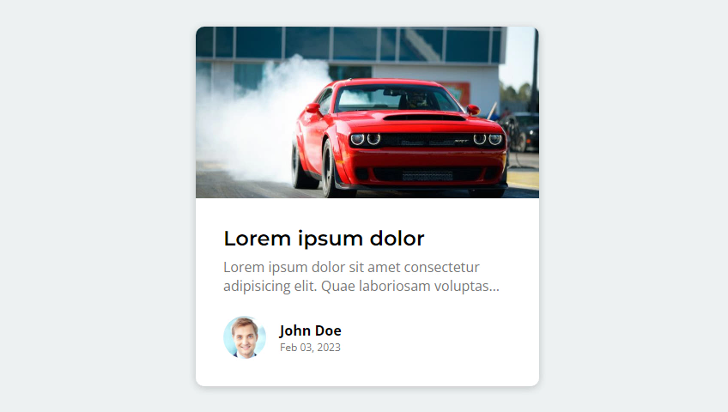 Lorem ipsum dolor
Lorem ipsum dolor sit amet consectetur
adipisicing elit. Quae laboriosam voluptas...
John Doe
Feb 03, 2023